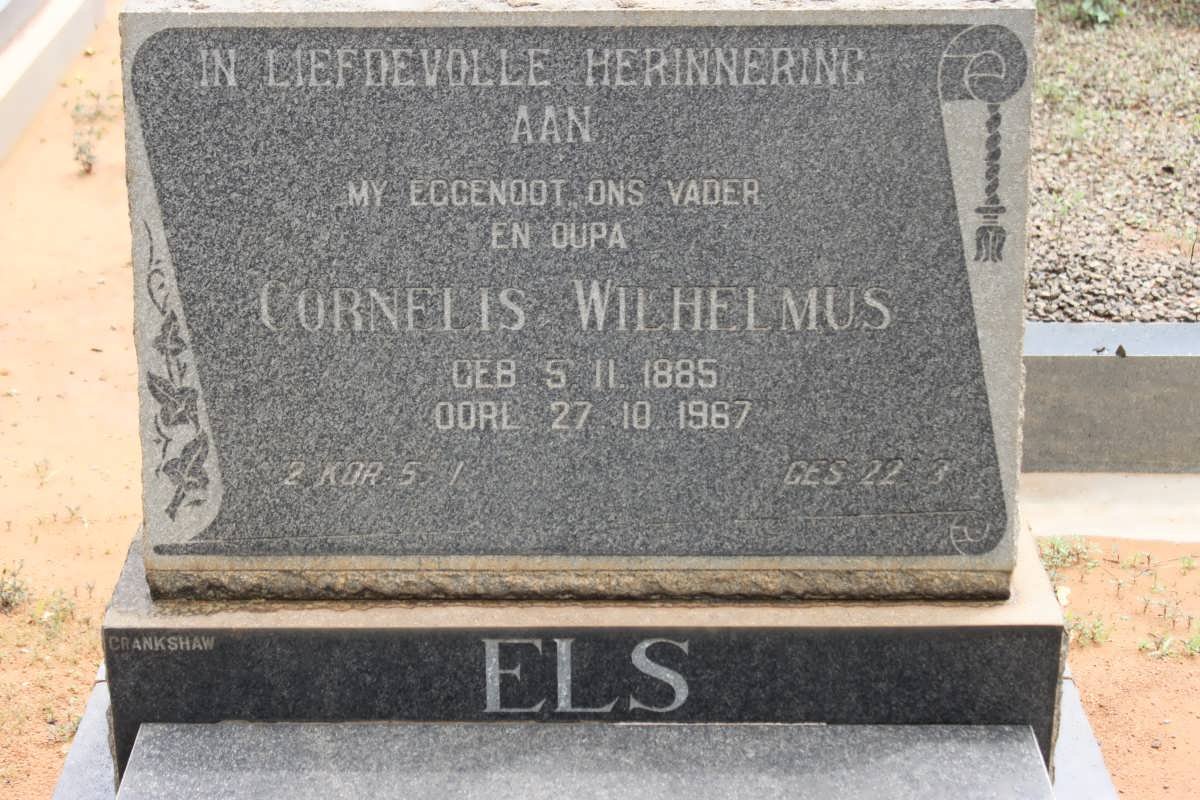 IN LIEFDEVOLLE HERINNERING
AAN
MY EGGENOOT, ONS VADER
EN OUPA
CORNELIS WILHELMUS
GEB 5 11 1885
OORL 27 10 1967
2 KOR. 5 1 GES 22 3
CRANKSHAW
ELS